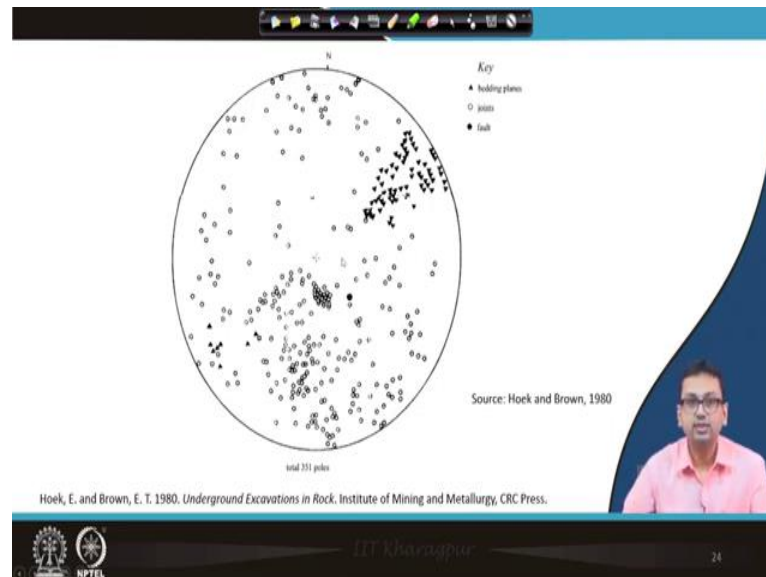 N
Key
bedding planes
joints
fault
Source: Hoek and Brown, 1980
total 351 poles
Hoek, E. and Brown, E. T. 1980. Underground Excavations in Rock. Institute of Mining and Metallurgy, CRC Press.
IIT Kharagpur
NPTEL
24